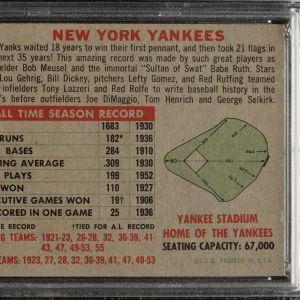 NEW YORK YANKEES
Yanks waited 18 years to win their first pennant, and then took 21 flags in
next 35 years! This amazing record was made by such great players as
elder Bob Meusel and the immortal "Sultan of Swat" Babe Ruth. Stars
Lou Gehrig, Bill Dickey, pitchers Lefty Gomez, and Red Ruffing teamed
infielders Tony Lazzeri and Red Rolfe to write baseball history in the
's before outfielders Joe DiMaggio, Tom Henrich and George Selkirk.
ALL TIME SEASON RECORD
1683 1930
RUNS 182* 1936
BASES 284 1910
ING AVERAGE .309 1930
PLAYS 199 1952
WON 110 1927
CUTIVE GAMES WON 19† 1906
SCORED IN ONE GAME 25 1936
RECORD †TIED FOR A.L. RECORD
G TEAMS: 1921-23, 26-28, 32, 36-39, 41-
43, 47, 49-53, 55
TEAMS: 1923, 27, 28, 32, 36-39, 41, 47, 49-53
461
YANKEE STADIUM
HOME OF THE YANKEES
SEATING CAPACITY: 67,000
©T.C.G. PRINTED IN U.S.A.